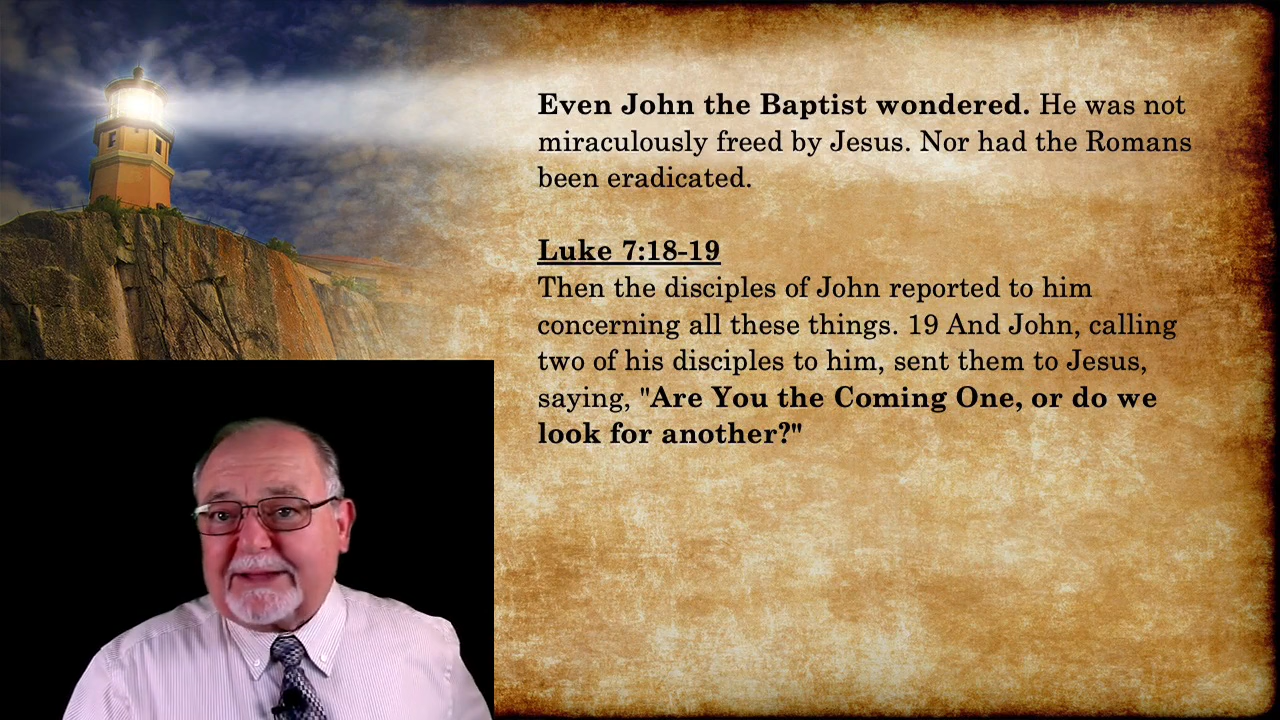 Even John the Baptist wondered. He was not
miraculously freed by Jesus. Nor had the Romans
been eradicated.
Luke 7:18-19
Then the disciples of John reported to him
concerning all these things. 19 And John, calling
two of his disciples to him, sent them to Jesus,
saying, "Are You the Coming One, or do we
look for another?"